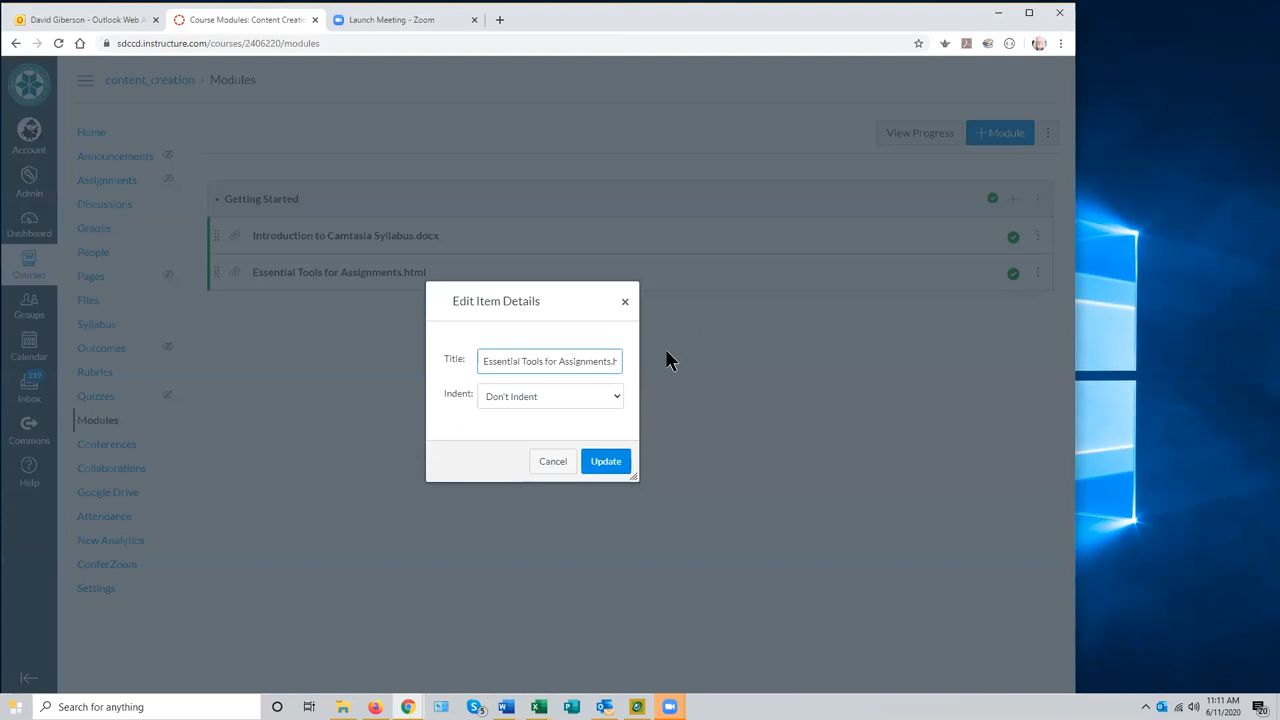 David Giberson - Outlook Web A
Course Modules: Content Creatio
Launch Meeting - Zoom
sdccd.instructure.com/courses/2406220/modules
content_creation › Modules
Account
Admin
Dashboard
Courses
Groups
Calendar
219
Inbox
Commons
Help
Home
Announcements
Assignments
Discussions
Grades
People
Pages
Files
Syllabus
Outcomes
Rubrics
Quizzes
Modules
Conferences
Collaborations
Google Drive
Attendance
New Analytics
ConferZoom
Settings
View Progress
+ Module
Getting Started
Introduction to Camtasia Syllabus.docx
Essential Tools for Assignments.html
Edit Item Details
Title: Essential Tools for Assignments.h
Indent: Don't Indent
Cancel
Update
Search for anything
5
11:11 AM
6/11/2020
20